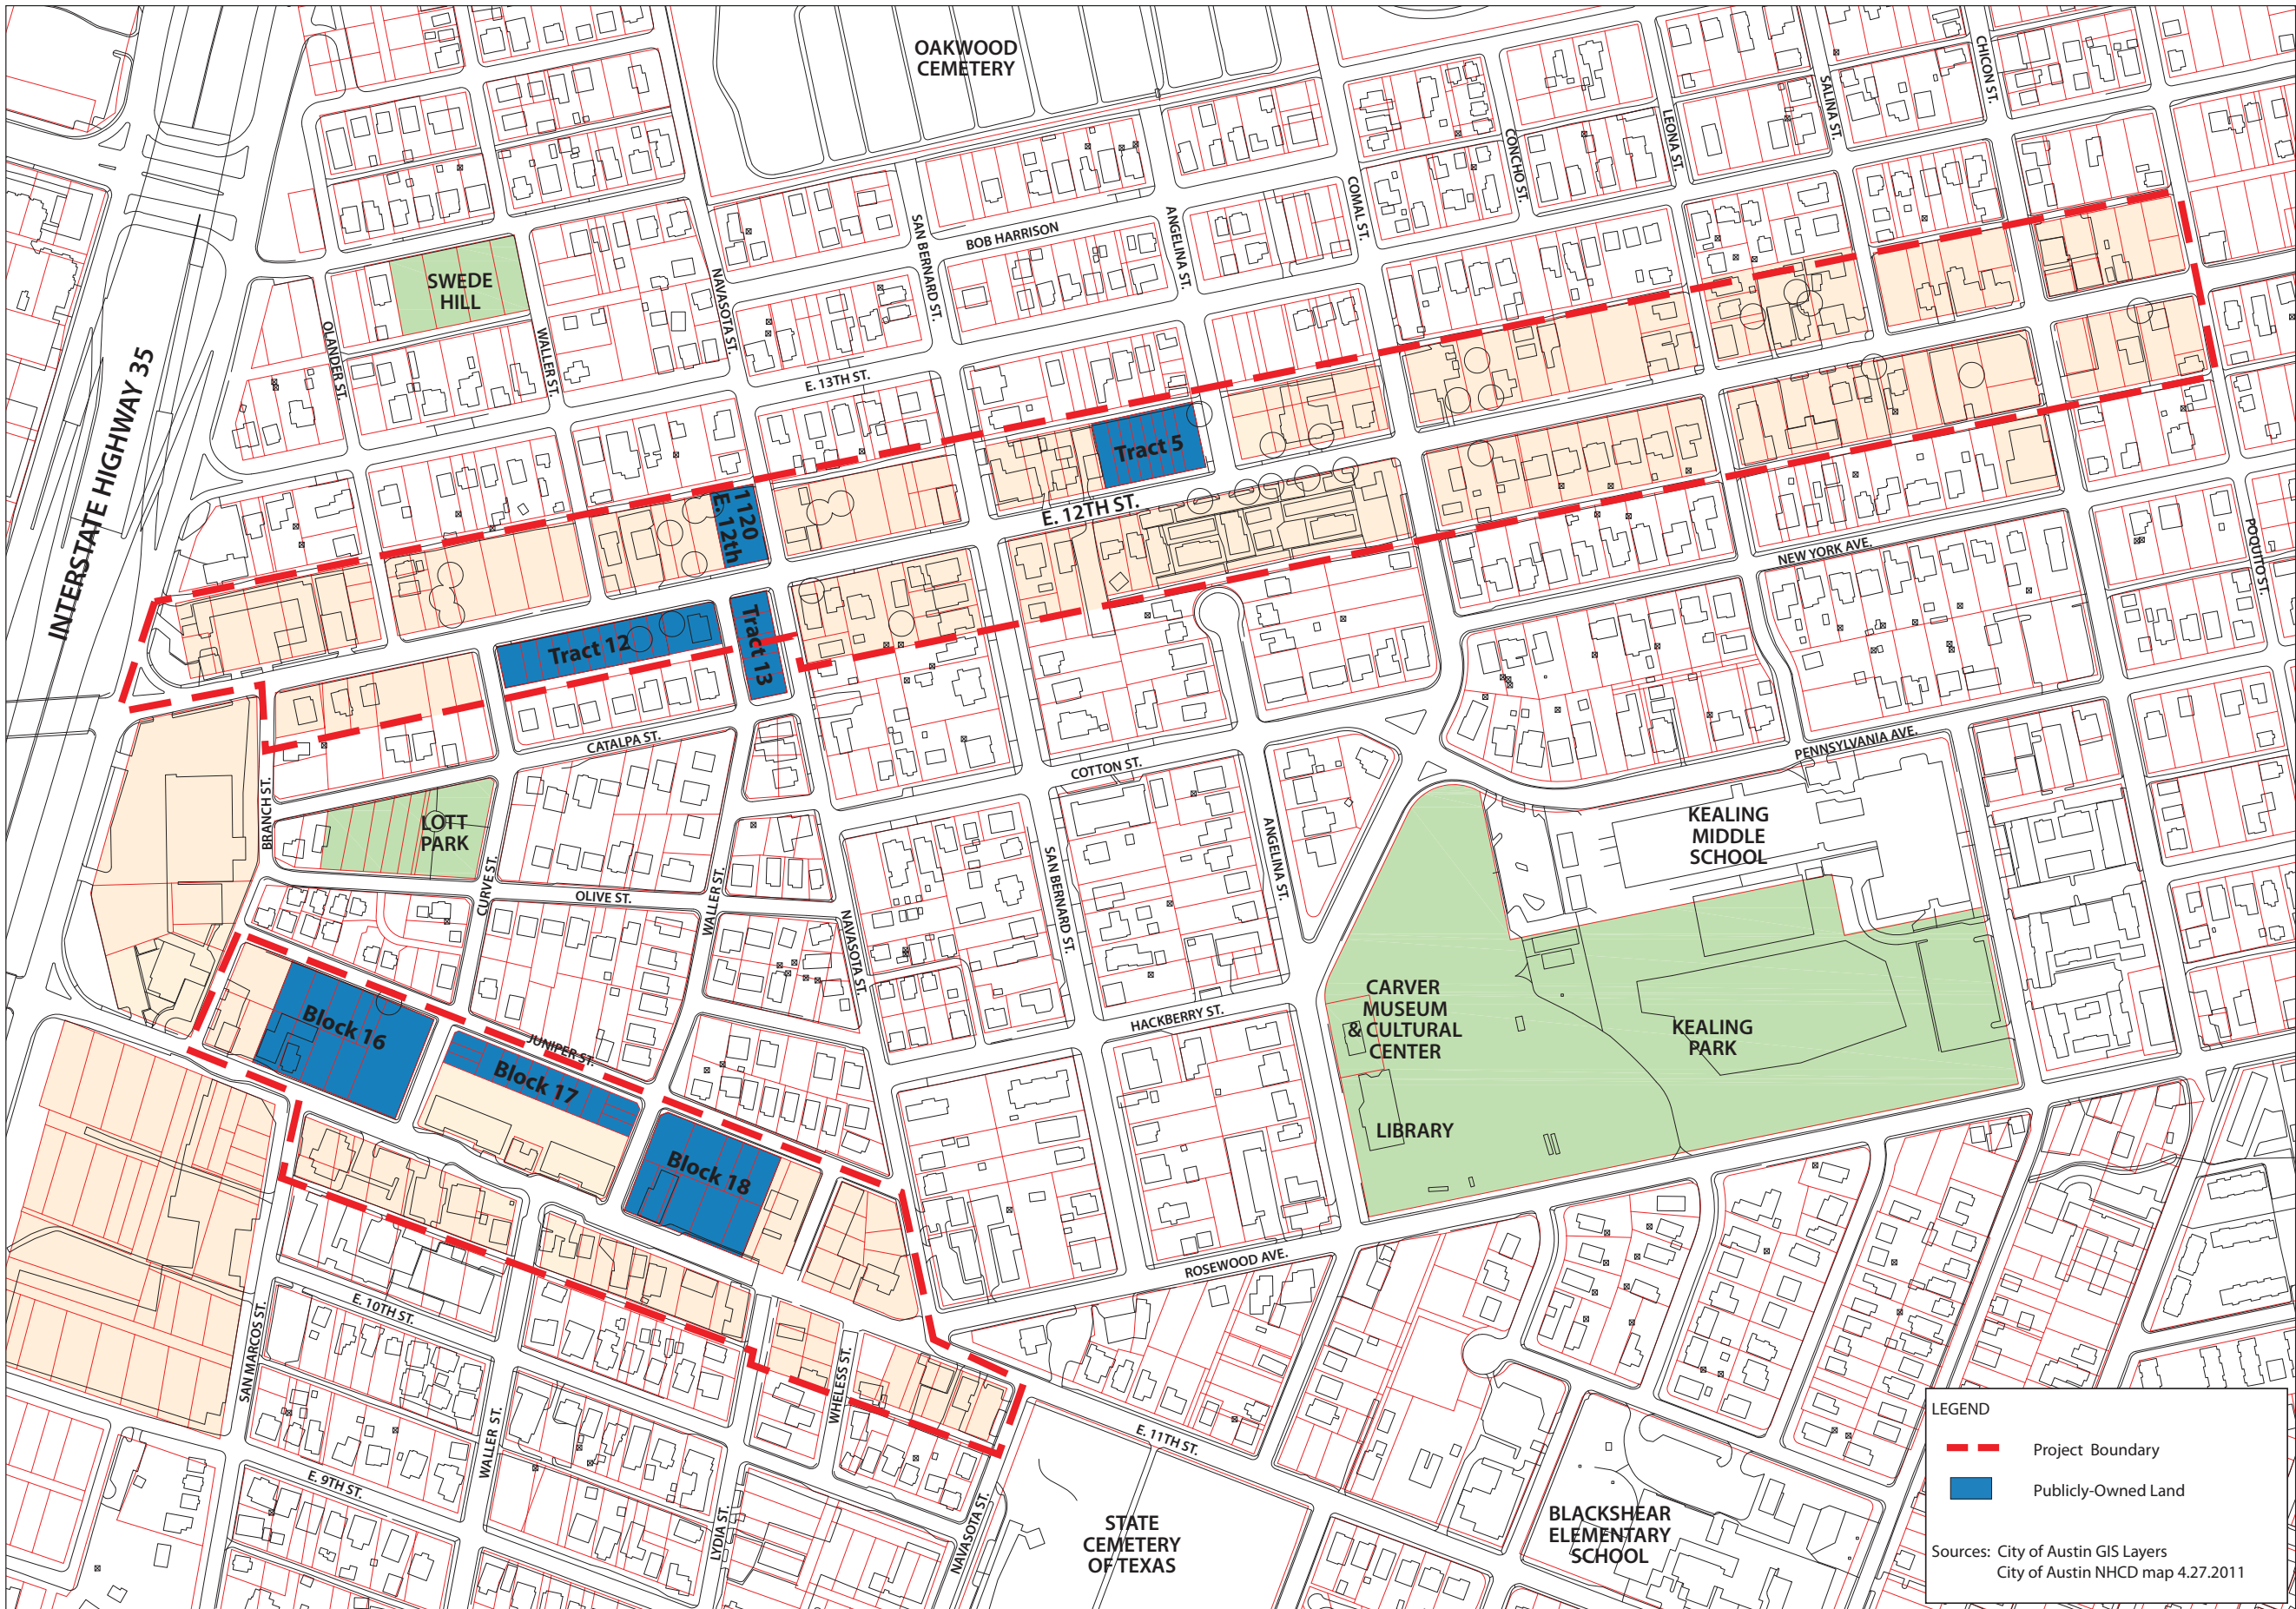 OAKWOOD
CEMETERY
CHICON ST.
SALINA ST.
LEONA ST.
CONCHO ST.
COMAL ST.
ANGELINA ST.
SAN BERNARD ST.
BOB HARRISON
NAVASOTA ST.
SWEDE
HILL
OLANDER ST.
WALLER ST.
E. 13TH ST.
INTERSTATE HIGHWAY 35
Tract 5
1120
E. 12th
E. 12TH ST.
NEW YORK AVE.
POQUITO ST.
Tract 12
Tract 13
CATALPA ST.
COTTON ST.
PENNSYLVANIA AVE.
BRANCH ST.
LOTT
PARK
KEALING
MIDDLE
SCHOOL
CURVE ST.
OLIVE ST.
WALLER ST.
NAVASOTA ST.
SAN BERNARD ST.
ANGELINA ST.
CARVER
MUSEUM
& CULTURAL
CENTER
HACKBERRY ST.
KEALING
PARK
Block 16
JUNIPER ST.
Block 17
LIBRARY
Block 18
ROSEWOOD AVE.
E. 10TH ST.
SAN MARCOS ST.
WHELESS ST.
WALLER ST.
E. 11TH ST.
E. 9TH ST.
LYDIA ST.
NAVASOTA ST.
STATE
CEMETERY
OF TEXAS
BLACKSHEAR
ELEMENTARY
SCHOOL
LEGEND
Project Boundary
Publicly-Owned Land
Sources: City of Austin GIS Layers
City of Austin NHCD map 4.27.2011